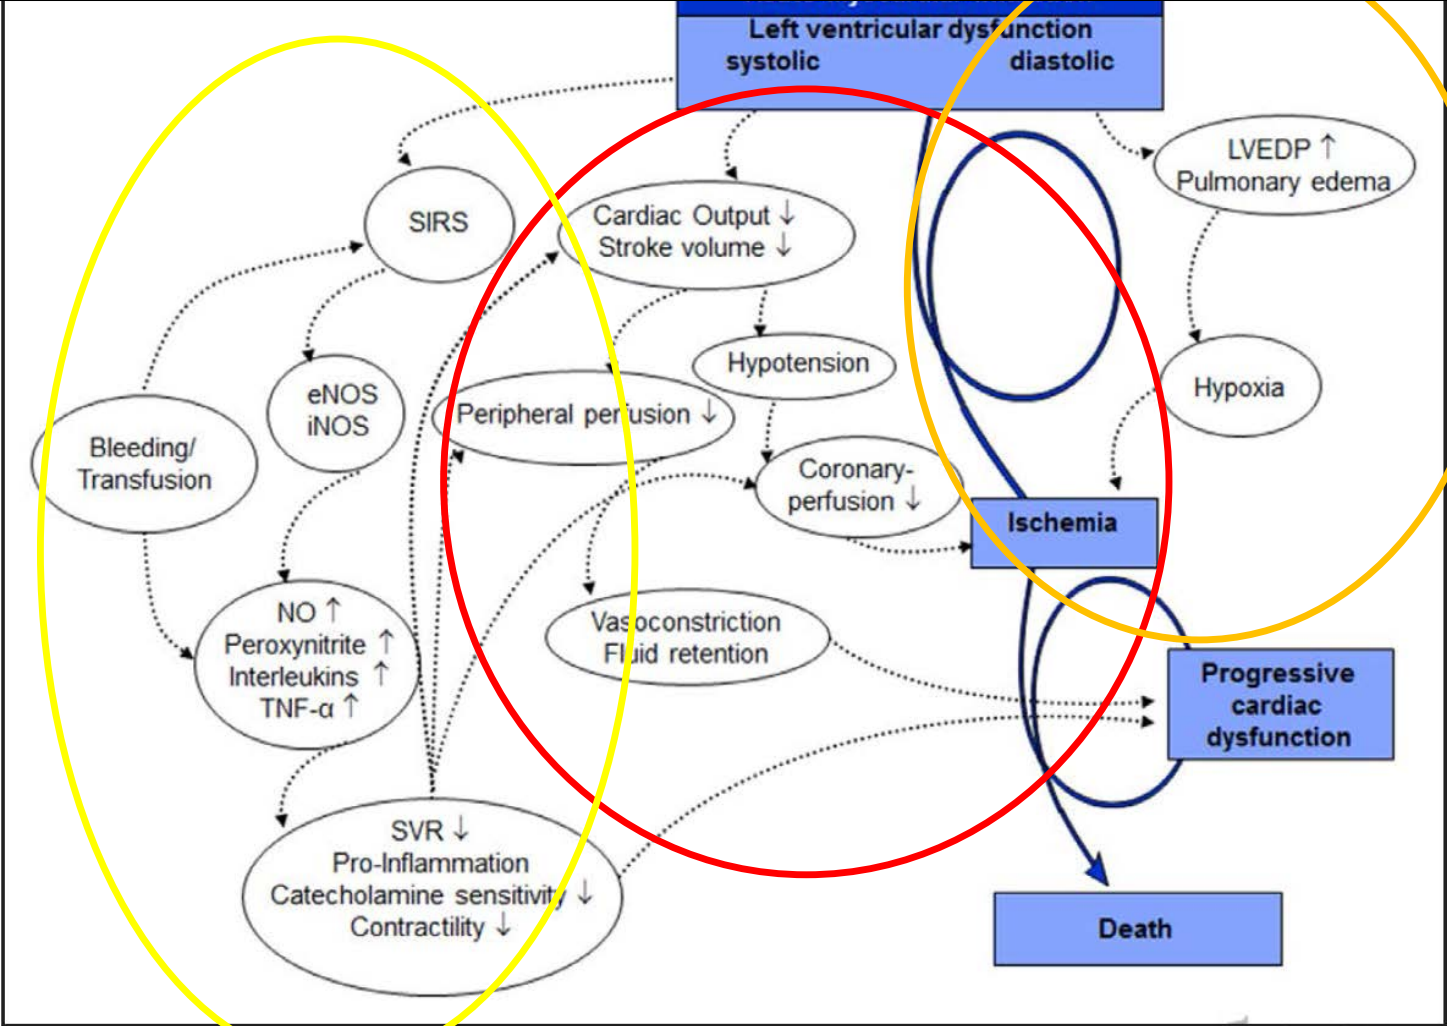 Left ventricular dysfunction
systolic diastolic
LVEDP ↑
Pulmonary edema
SIRS
Cardiac Output ↓
Stroke volume ↓
Hypotension
Hypoxia
eNOS
iNOS
Peripheral perfusion ↓
Bleeding/
Transfusion
Coronary-
perfusion ↓
Ischemia
NO ↑
Peroxynitrite ↑
Interleukins ↑
TNF-α ↑
Vasoconstriction
Fluid retention
Progressive
cardiac
dysfunction
SVR ↓
Pro-Inflammation
Catecholamine sensitivity ↓
Contractility ↓
Death